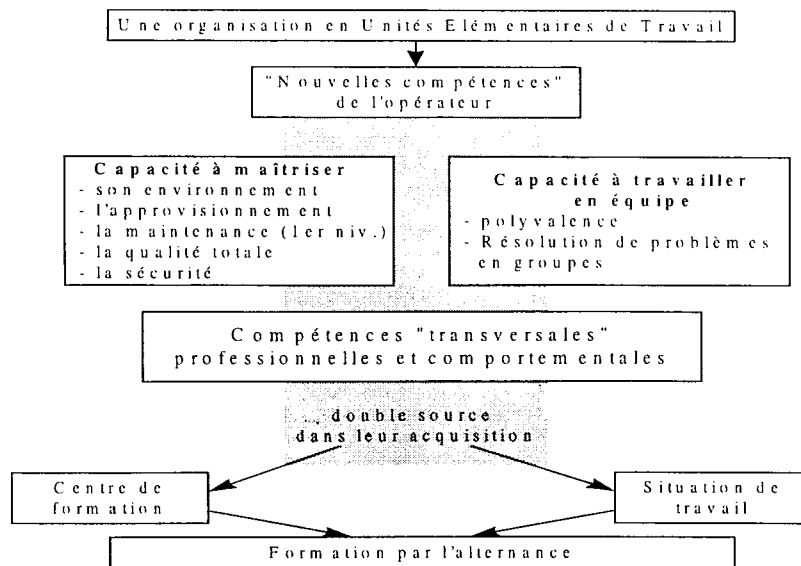 Une organisation en Unités Elémentaires de Travail
"Nouvelles compétences"
de l'opérateur
Capacité à maîtriser
- son environnement
- l'approvisionnement
- la maintenance (1er niv.)
- la qualité totale
- la sécurité
Capacité à travailler
en équipe
- polyvalence
- Résolution de problèmes
en groupes
Compétences "transversales"
professionnelles et comportementales
... double source
dans leur acquisition
Centre de
formation
Situation de
travail
Formation par l'alternance